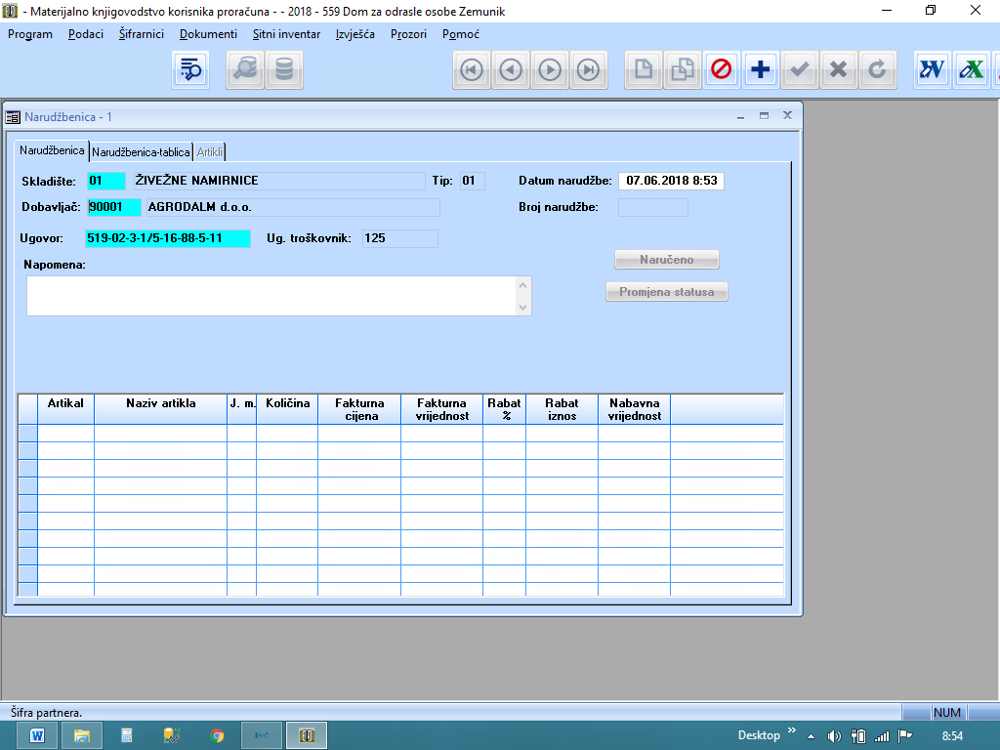 - Materijalno knjigovodstvo korisnika proračuna - - 2018 - 559 Dom za odrasle osobe Zemunik
Program Podaci Šifrarnici Dokumenti Sitni inventar Izvješća Prozori Pomoć
Narudžbenica - 1
Narudžbenica Narudžbenica-tablica Artikli
Skladište: 01 ŽIVEŽNE NAMIRNICE Tip: 01 Datum narudžbe: 07.06.2018 8:53
Dobavljač: 90001 AGRODALM d.o.o. Broj narudžbe:
Ugovor: 519-02-3-1/5-16-88-5-11 Ug. troškovnik: 125
Napomena:
Naručeno
Promjena statusa
Artikal Naziv artikla J. m. Količina Fakturna cijena Fakturna vrijednost Rabat % Rabat iznos Nabavna vrijednost
Šifra partnera. NUM
Desktop 8:54